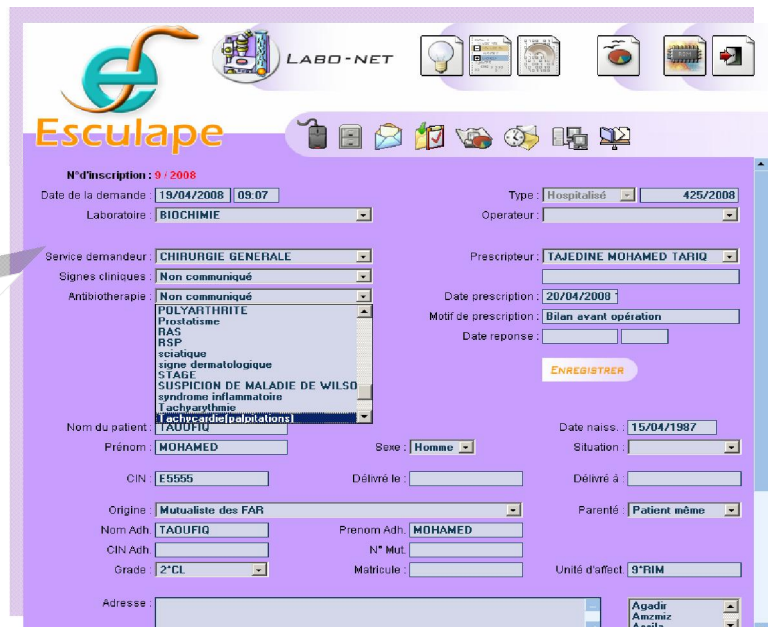 LABO-NET
Esculape
N°d'inscription : 9 / 2008
Date de la demande : 19/04/2008 09:07 Type : Hospitalisé 425/2008
Laboratoire : BIOCHIMIE Operateur :
Service demandeur : CHIRURGIE GENERALE Prescripteur : TAJEDINE MOHAMED TARIQ
Signes cliniques : Non communiqué
Antibiotherapie : Non communiqué Date prescription : 20/04/2008
POLYARTHRITE
Prostatisme Motif de prescription : Bilan avant opération
RAS Date reponse :
RSP
sciatique
signe dermatologique ENREGISTRER
STAGE
SUSPICION DE MALADIE DE WILSO
syndrome inflammatoire
Tachyarythmie
Tachycardie[palpitations]
Nom du patient : TAOUFIQ Date naiss. : 15/04/1987
Prénom : MOHAMED Sexe : Homme Situation :
CIN : E5555 Délivré le : Délivré à :
Origine : Mutualiste des FAR Parenté : Patient même
Nom Adh. TAOUFIQ Prenom Adh. MOHAMED
CIN Adh. N° Mut.
Grade : 2°CL Matricule : Unité d'affect. 9°RIM
Adresse : Agadir
Amzmiz